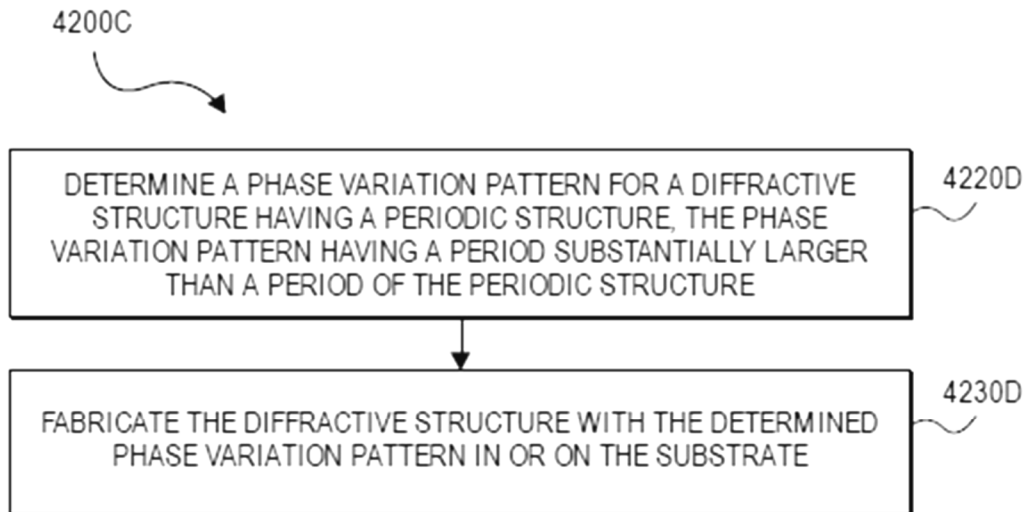 4200C
DETERMINE A PHASE VARIATION PATTERN FOR A DIFFRACTIVE
STRUCTURE HAVING A PERIODIC STRUCTURE, THE PHASE
VARIATION PATTERN HAVING A PERIOD SUBSTANTIALLY LARGER
THAN A PERIOD OF THE PERIODIC STRUCTURE
4220D
FABRICATE THE DIFFRACTIVE STRUCTURE WITH THE DETERMINED
PHASE VARIATION PATTERN IN OR ON THE SUBSTRATE
4230D